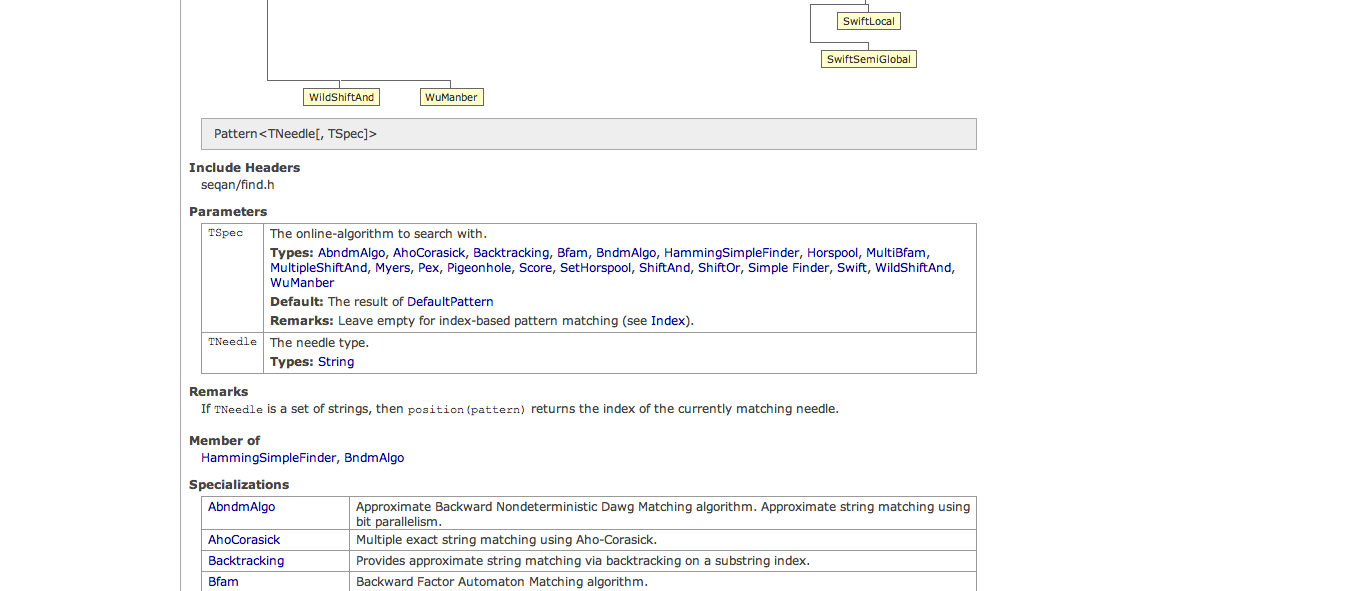 SwiftLocal
SwiftSemiGlobal
WildShiftAnd
WuManber
Pattern<TNeedle[, TSpec]>
Include Headers
seqan/find.h
Parameters
TSpec
The online-algorithm to search with.
Types: AbndmAlgo, AhoCorasick, Backtracking, Bfam, BndmAlgo, HammingSimpleFinder, Horspool, MultiBfam,
MultipleShiftAnd, Myers, Pex, Pigeonhole, Score, SetHorspool, ShiftAnd, ShiftOr, Simple Finder, Swift, WildShiftAnd,
WuManber
Default: The result of DefaultPattern
Remarks: Leave empty for index-based pattern matching (see Index).
TNeedle
The needle type.
Types: String
Remarks
If TNeedle is a set of strings, then position(pattern) returns the index of the currently matching needle.
Member of
HammingSimpleFinder, BndmAlgo
Specializations
AbndmAlgo
Approximate Backward Nondeterministic Dawg Matching algorithm. Approximate string matching using
bit parallelism.
AhoCorasick
Multiple exact string matching using Aho-Corasick.
Backtracking
Provides approximate string matching via backtracking on a substring index.
Bfam
Backward Factor Automaton Matching algorithm.